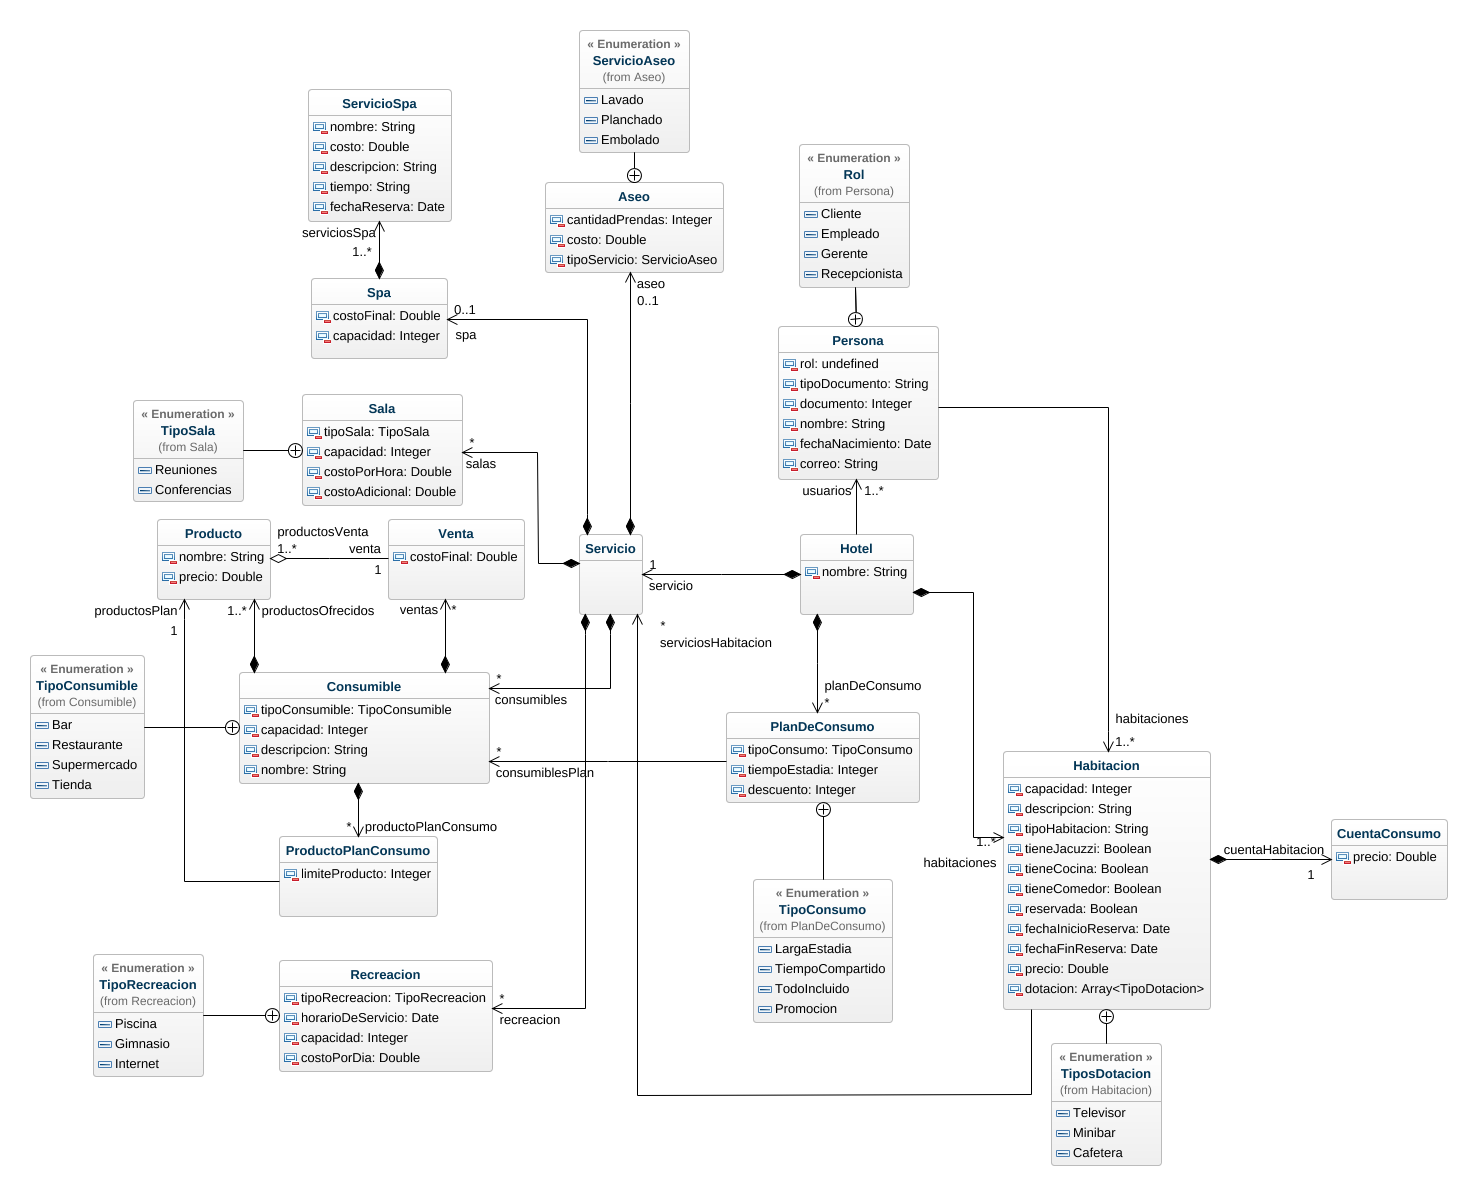 « Enumeration »
ServicioAseo
(from Aseo)
Lavado
Planchado
Embolado
ServicioSpa
nombre: String
costo: Double
descripcion: String
tiempo: String
fechaReserva: Date
serviciosSpa
1..*
Aseo
cantidadPrendas: Integer
costo: Double
tipoServicio: ServicioAseo
aseo
0..1
« Enumeration »
Rol
(from Persona)
Cliente
Empleado
Gerente
Recepcionista
Spa
costoFinal: Double
capacidad: Integer
0..1
spa
Persona
rol: undefined
tipoDocumento: String
documento: Integer
nombre: String
fechaNacimiento: Date
correo: String
usuarios
1..*
« Enumeration »
TipoSala
(from Sala)
Reuniones
Conferencias
Sala
tipoSala: TipoSala
capacidad: Integer
costoPorHora: Double
costoAdicional: Double
*
salas
Producto
nombre: String
precio: Double
productosVenta
1..*
venta
1
Venta
costoFinal: Double
Servicio
1
servicio
Hotel
nombre: String
productosPlan
1
1..*
productosOfrecidos
ventas
*
*
serviciosHabitacion
« Enumeration »
TipoConsumible
(from Consumible)
Bar
Restaurante
Supermercado
Tienda
Consumible
tipoConsumible: TipoConsumible
capacidad: Integer
descripcion: String
nombre: String
*
consumibles
*
consumiblesPlan
planDeConsumo
*
PlanDeConsumo
tipoConsumo: TipoConsumo
tiempoEstadia: Integer
descuento: Integer
habitaciones
1..*
Habitacion
capacidad: Integer
descripcion: String
tipoHabitacion: String
tieneJacuzzi: Boolean
tieneCocina: Boolean
tieneComedor: Boolean
reservada: Boolean
fechaInicioReserva: Date
fechaFinReserva: Date
precio: Double
dotacion: Array<TipoDotacion>
1..*
habitaciones
cuentaHabitacion
1
CuentaConsumo
precio: Double
*
productoPlanConsumo
ProductoPlanConsumo
limiteProducto: Integer
« Enumeration »
TipoConsumo
(from PlanDeConsumo)
LargaEstadia
TiempoCompartido
TodoIncluido
Promocion
« Enumeration »
TipoRecreacion
(from Recreacion)
Piscina
Gimnasio
Internet
Recreacion
tipoRecreacion: TipoRecreacion
horarioDeServicio: Date
capacidad: Integer
costoPorDia: Double
*
recreacion
« Enumeration »
TiposDotacion
(from Habitacion)
Televisor
Minibar
Cafetera